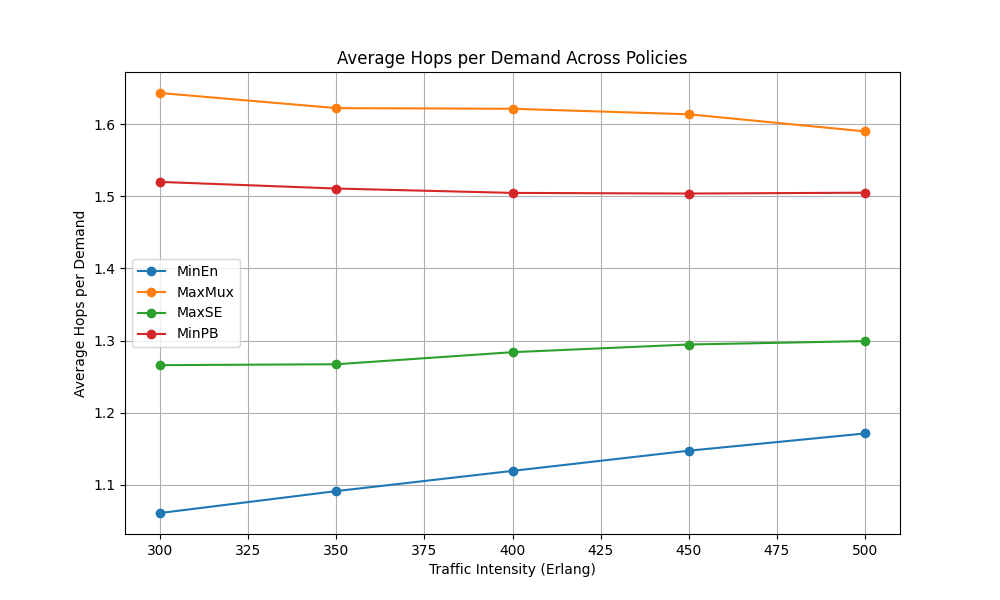 Average Hops per Demand Across Policies
Average Hops per Demand
1.6
1.5
1.4
1.3
1.2
1.1
MinEn
MaxMux
MaxSE
MinPB
300 325 350 375 400 425 450 475 500
Traffic Intensity (Erlang)